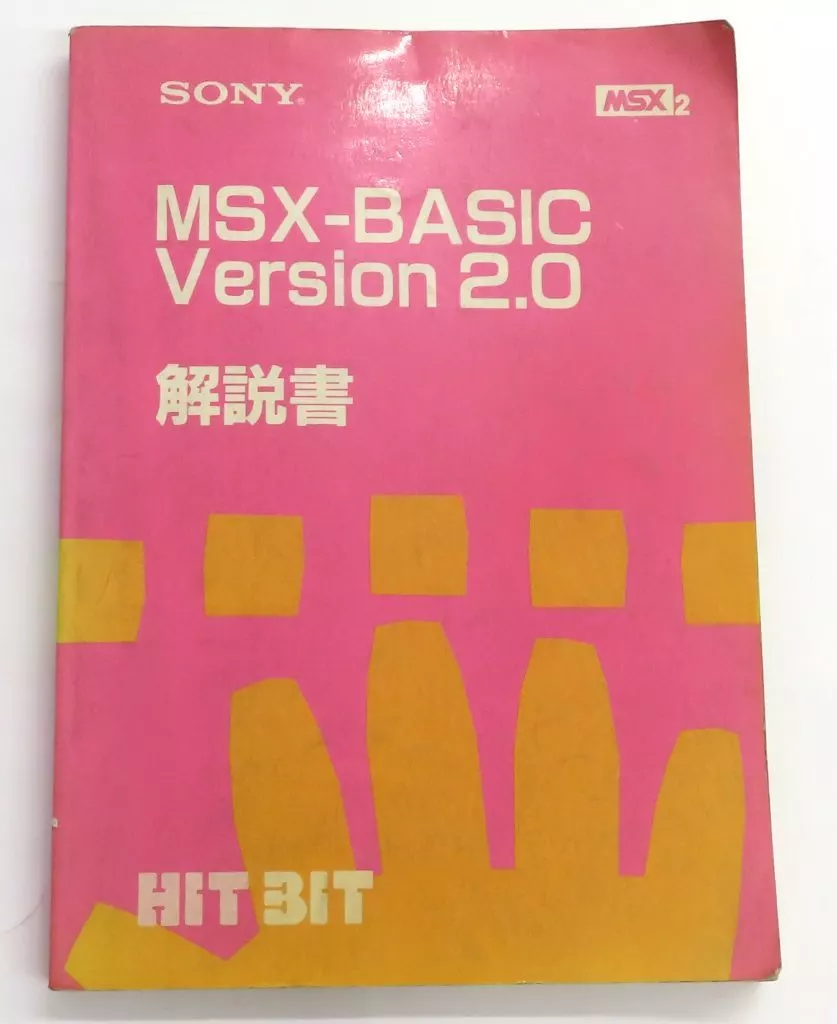 SONY®
MSX2
MSX-BASIC
Version 2.0
解説書
HIT BIT